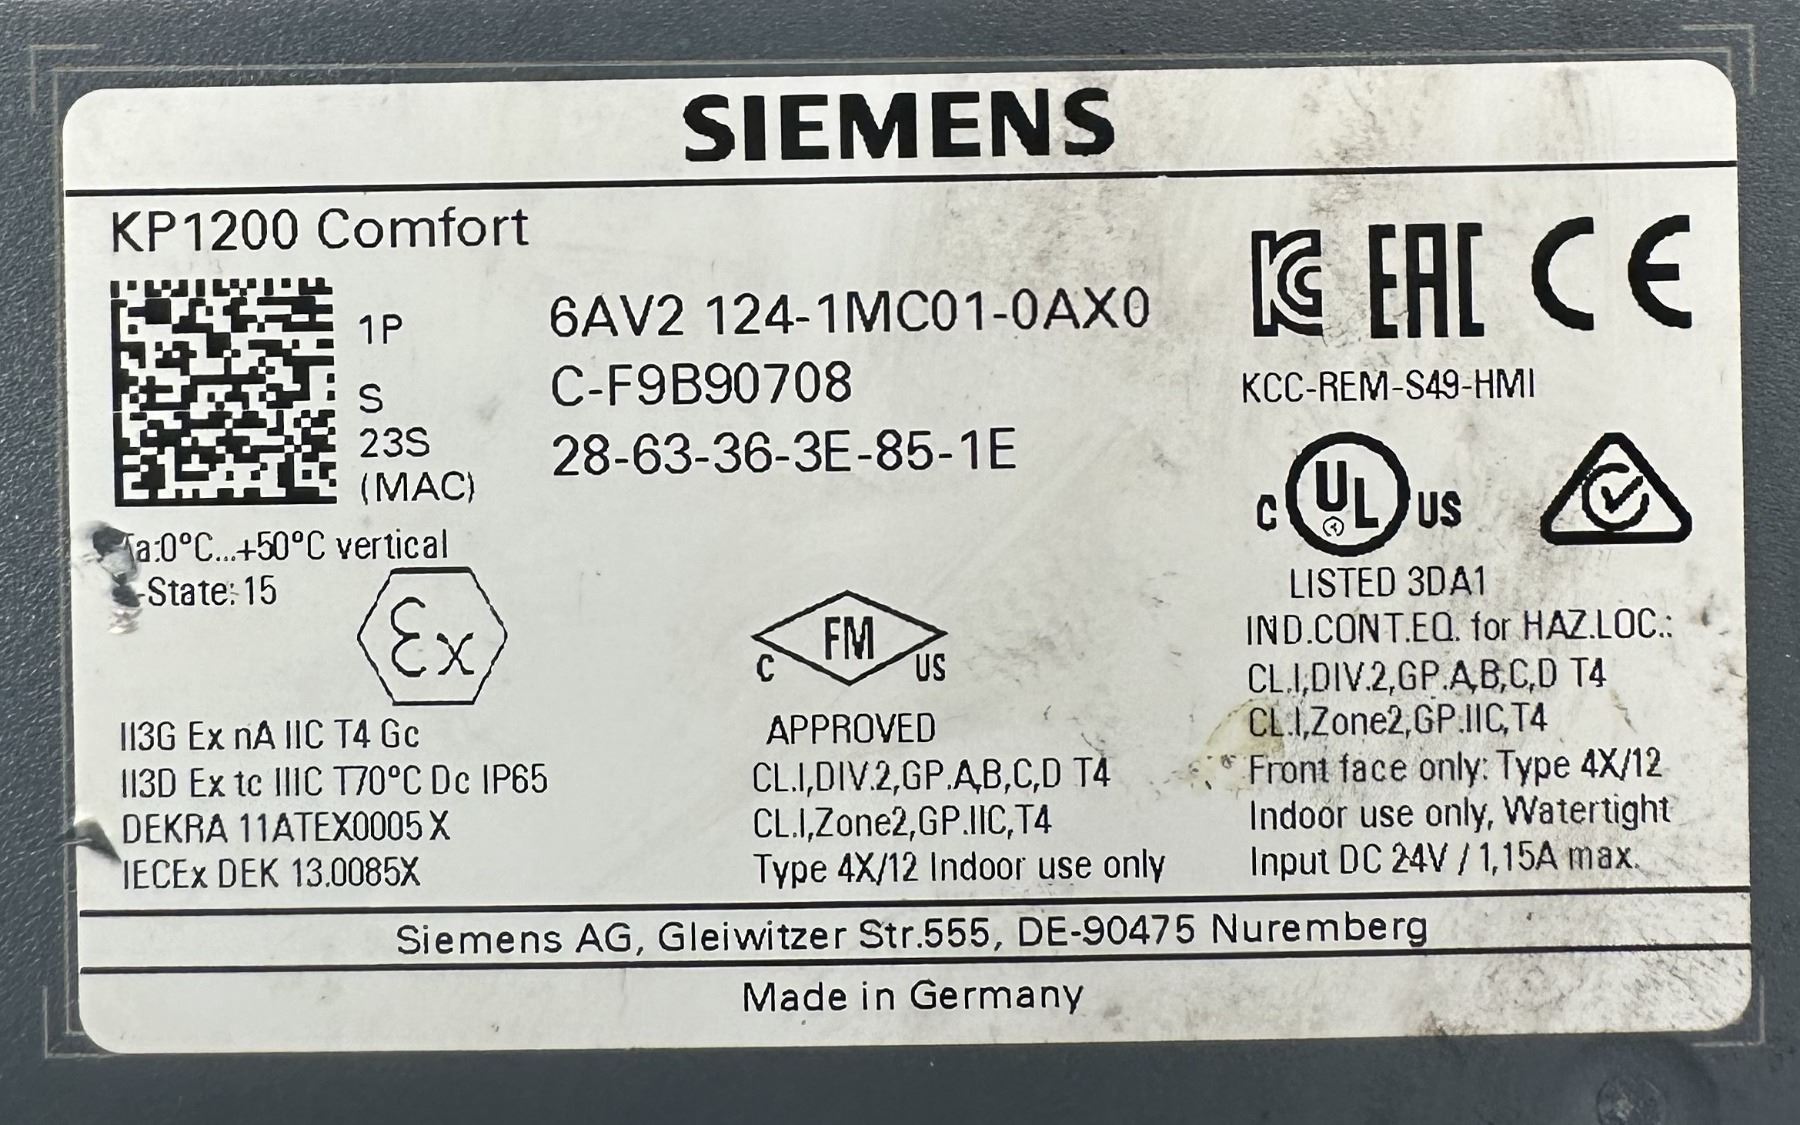 SIEMENS
KP1200 Comfort
1P 6AV2 124-1MC01-0AX0
S C-F9B90708
23S 28-63-36-3E-85-1E
(MAC)
KC EAC CE
KCC-REM-S49-HMI
C UL US
LISTED 3DA1
IND.CONT.EQ. for HAZ.LOC.:
CL.I,DIV.2,GP.A,B,C,D T4
CL.I,Zone2,GP.IIC,T4
Front face only: Type 4X/12
Indoor use only, Watertight
Input DC 24V / 1,15A max.
a:0°C...+50°C vertical
-State: 15
Ex
II3G Ex nA IIC T4 Gc
II3D Ex tc IIIC T70°C Dc IP65
DEKRA 11ATEX0005 X
IECEx DEK 13.0085X
C FM US
APPROVED
CL.I,DIV.2,GP.A,B,C,D T4
CL.I,Zone2,GP.IIC,T4
Type 4X/12 Indoor use only
Siemens AG, Gleiwitzer Str.555, DE-90475 Nuremberg
Made in Germany